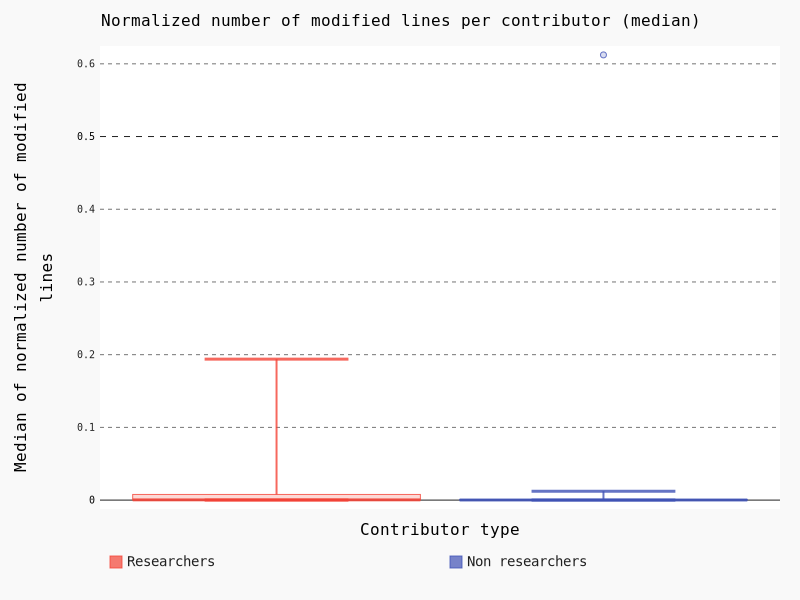 Normalized number of modified lines per contributor (median)
Median of normalized number of modified
lines
0.6
0.5
0.4
0.3
0.2
0.1
0
Contributor type
Researchers
Non researchers